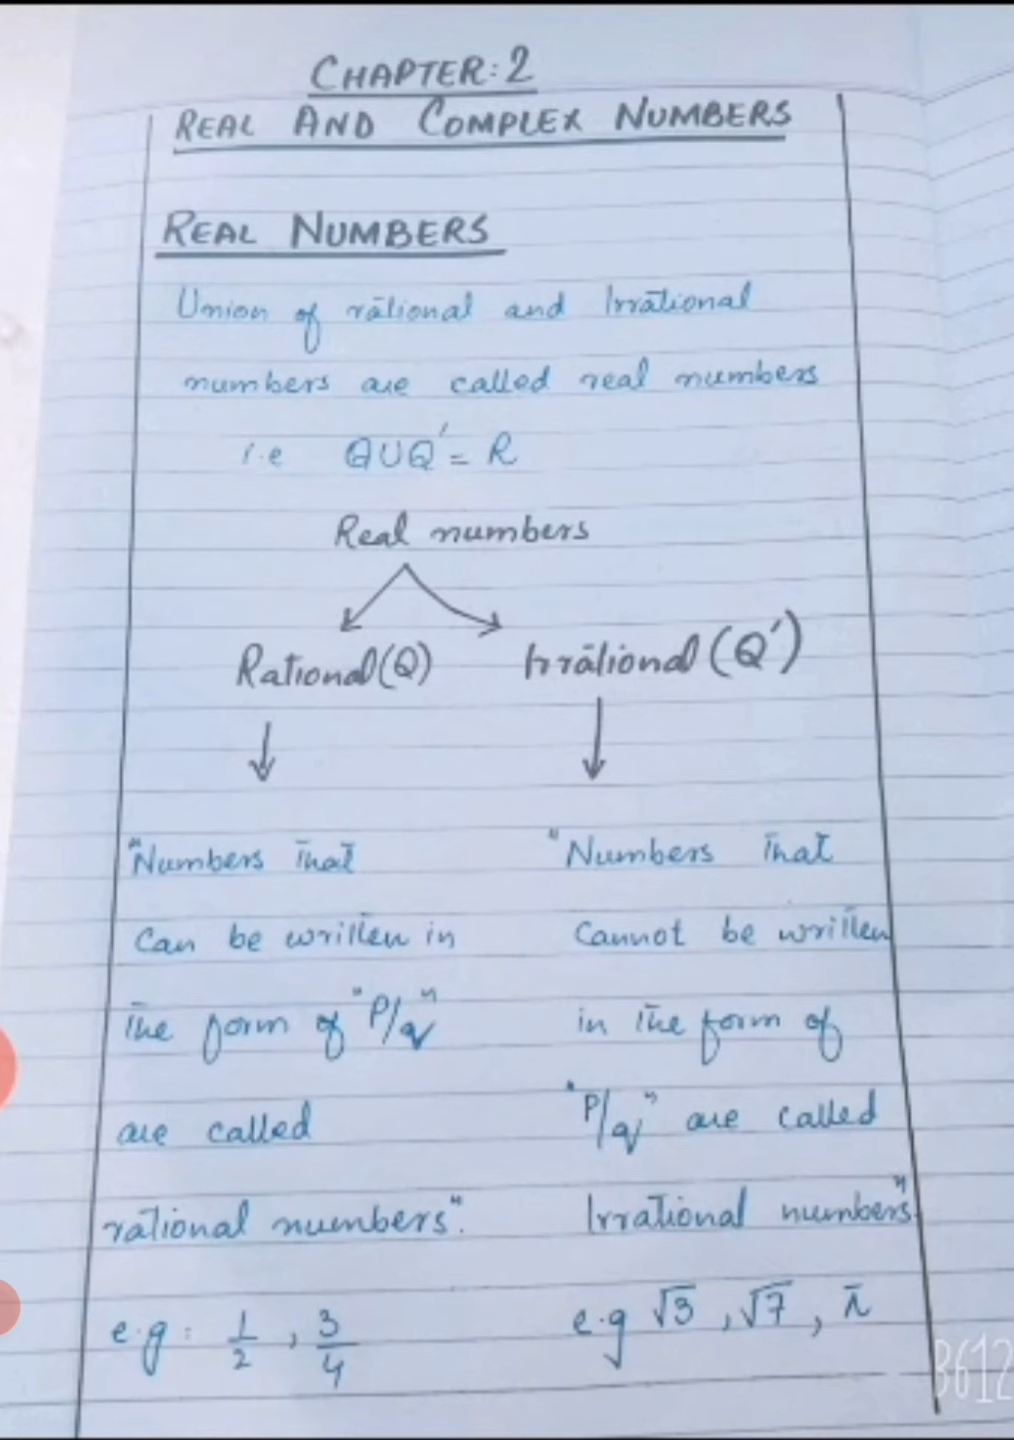 CHAPTER: 2
REAL AND COMPLEX NUMBERS
REAL NUMBERS
Union of rational and Irrational
numbers are called real numbers
i.e QUQ' = R
Real numbers
Rational(Q) Irrational(Q')
"Numbers that
Can be written in
the form of "P/q"
are called
rational numbers".
e.g: 1/2, 3/4
"Numbers that
Cannot be written
in the form of
"P/q" are called
Irrational numbers"
e.g √3, √7, π
B612